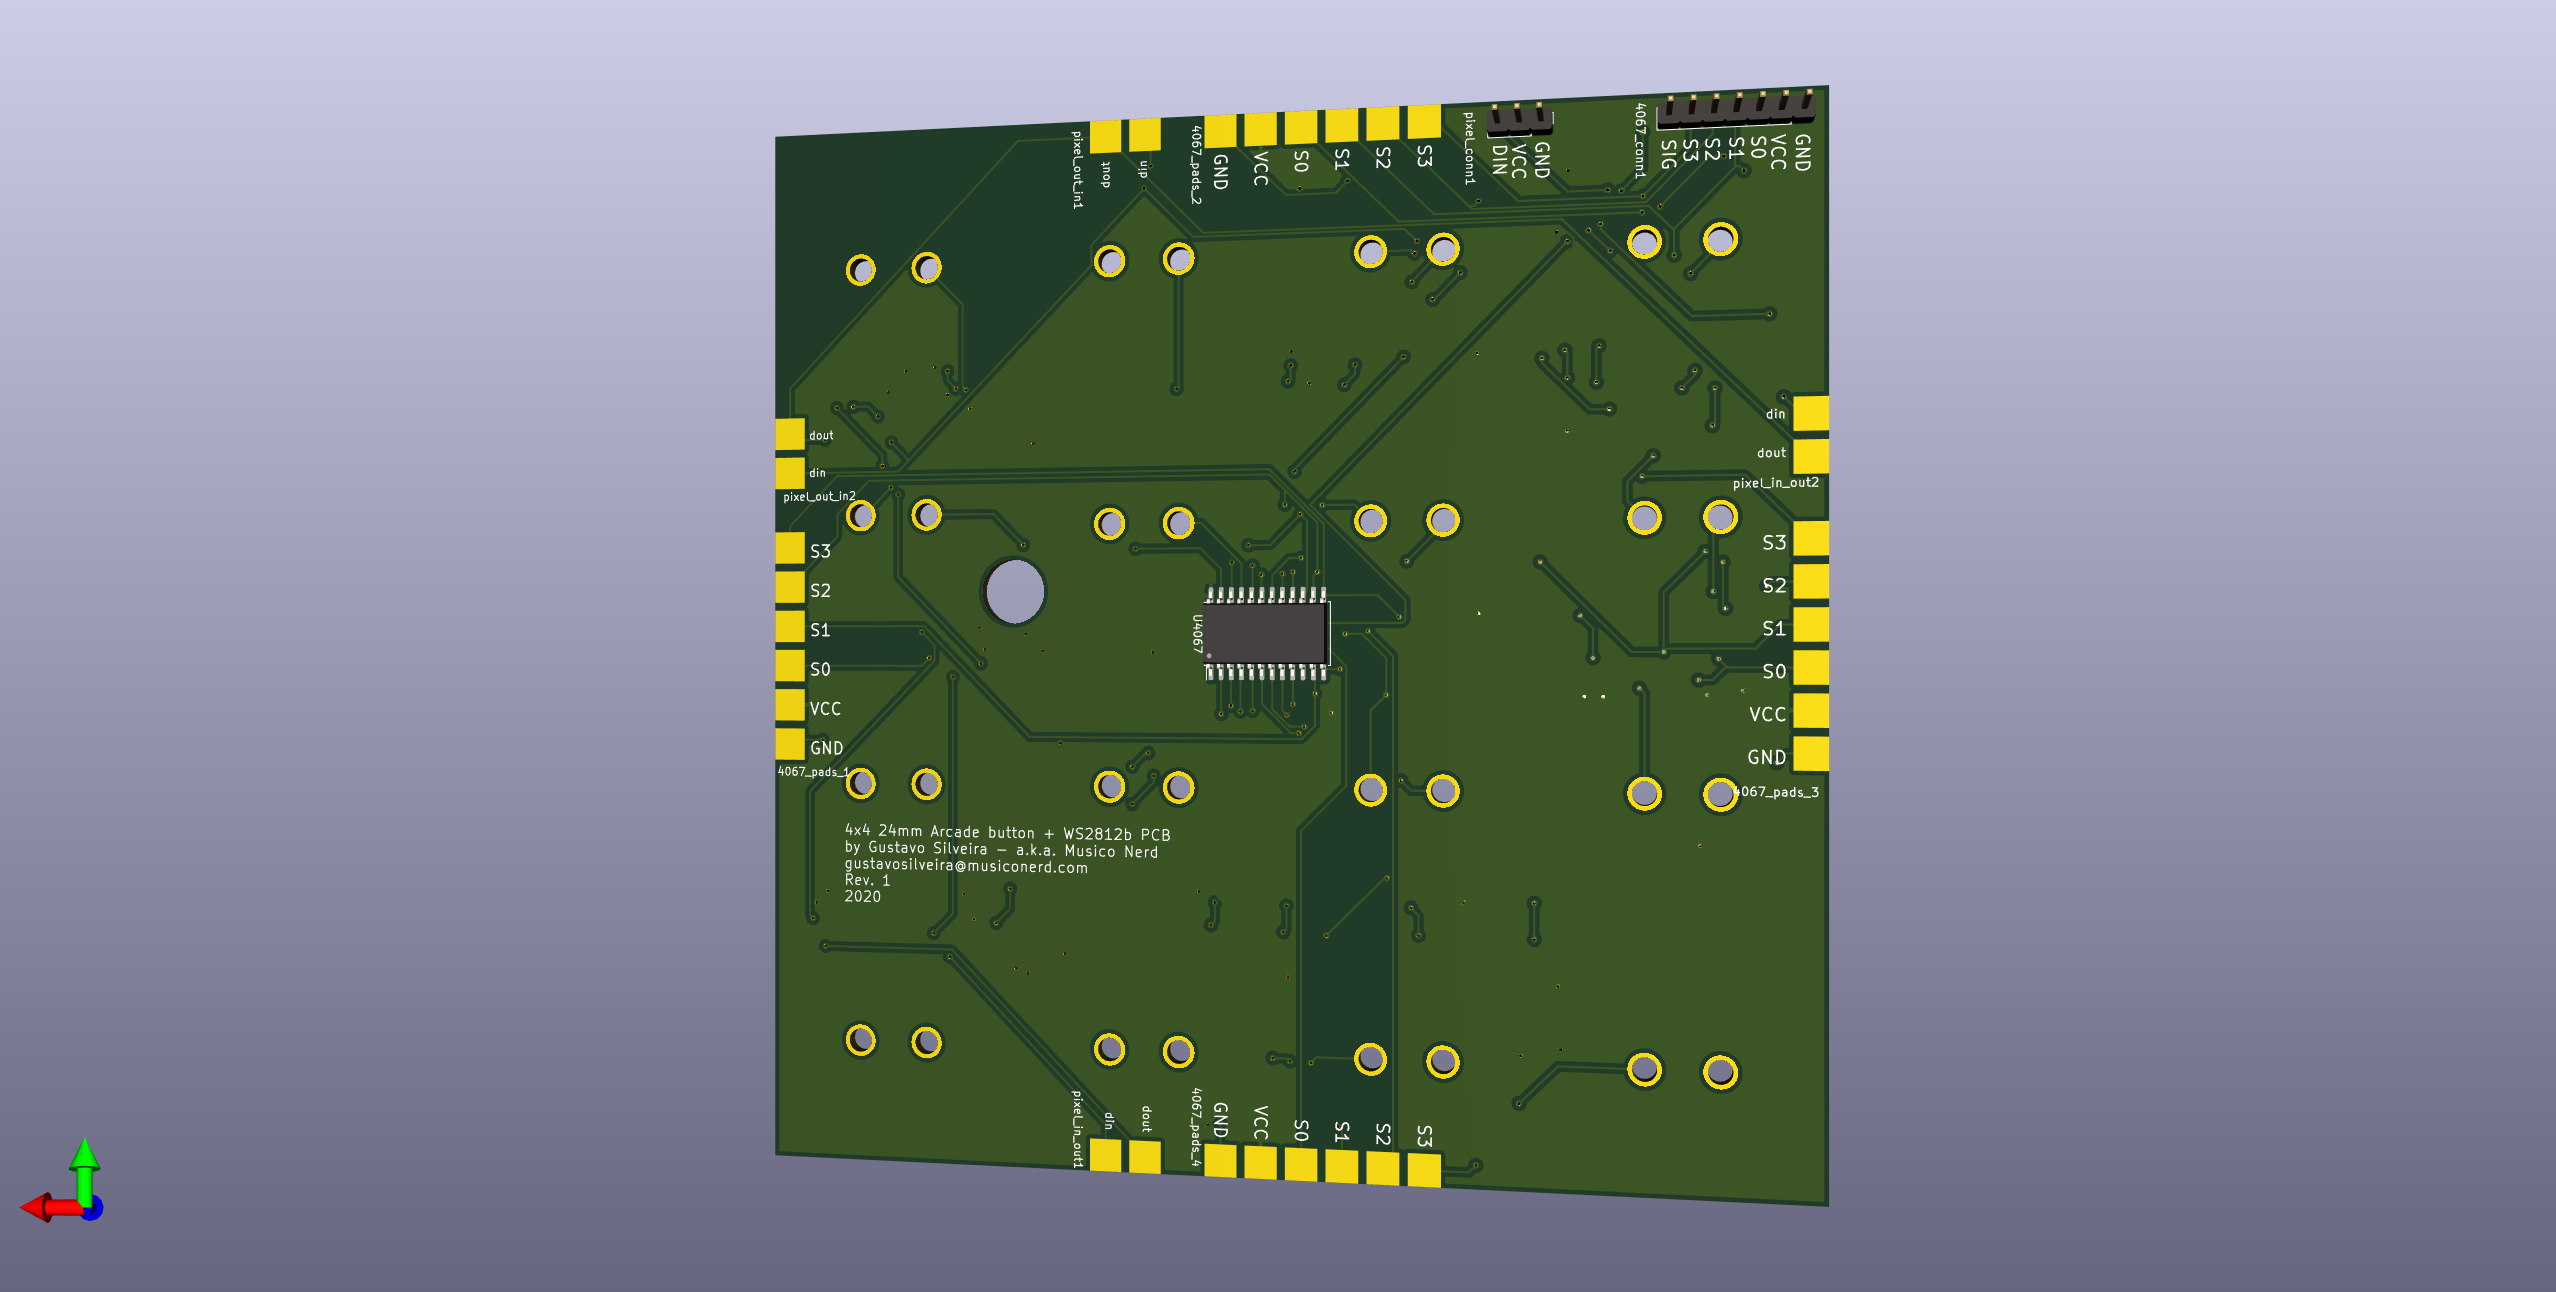 pixel_out_in1
dout
din
4067_pads_2
GND
VCC
S0
S1
S2
S3
pixel_conn1
DIN
VCC
GND
4067_conn1
SIG
S3
S2
S1
S0
VCC
GND
dout
din
pixel_out_in2
S3
S2
S1
S0
VCC
GND
4067_pads_1
U4067
din
dout
pixel_in_out2
S3
S2
S1
S0
VCC
GND
4067_pads_3
4x4 24mm Arcade button + WS2812b PCB
by Gustavo Silveira – a.k.a. Musico Nerd
gustavosilveira@musiconerd.com
Rev. 1
2020
pixel_in_out1
din
dout
4067_pads_4
GND
VCC
S0
S1
S2
S3